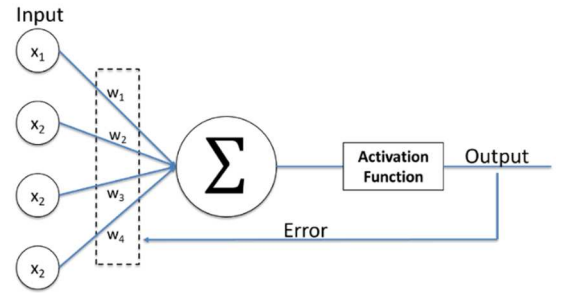 Input
x₁
w₁
x₂
w₂
Σ
Activation
Function
Output
x₂
w₃
Error
w₄
x₂